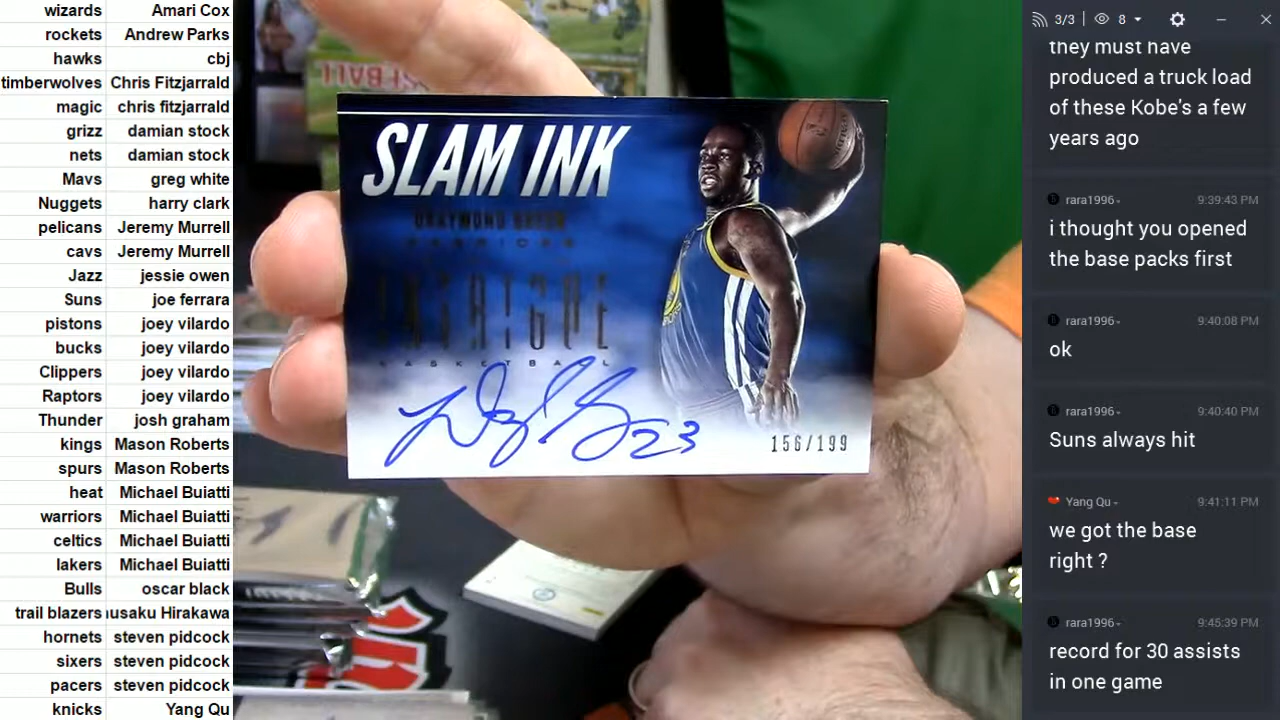 wizards Amari Cox
rockets Andrew Parks
hawks cbj
timberwolves Chris Fitzjarrald
magic chris fitzjarrald
grizz damian stock
nets damian stock
Mavs greg white
Nuggets harry clark
pelicans Jeremy Murrell
cavs Jeremy Murrell
Jazz jessie owen
Suns joe ferrara
pistons joey vilardo
bucks joey vilardo
Clippers joey vilardo
Raptors joey vilardo
Thunder josh graham
kings Mason Roberts
spurs Mason Roberts
heat Michael Buiatti
warriors Michael Buiatti
celtics Michael Buiatti
lakers Michael Buiatti
Bulls oscar black
trail blazers usaku Hirakawa
hornets steven pidcock
sixers steven pidcock
pacers steven pidcock
knicks Yang Qu
SLAM INK
DRAYMOND GREEN
INTRIGUE
BASKETBALL
23
156/199
3/3 8
they must have
produced a truck load
of these Kobe's a few
years ago
rara1996 9:39:43 PM
i thought you opened
the base packs first
rara1996 9:40:08 PM
ok
rara1996 9:40:40 PM
Suns always hit
Yang Qu 9:41:11 PM
we got the base
right ?
rara1996 9:45:39 PM
record for 30 assists
in one game